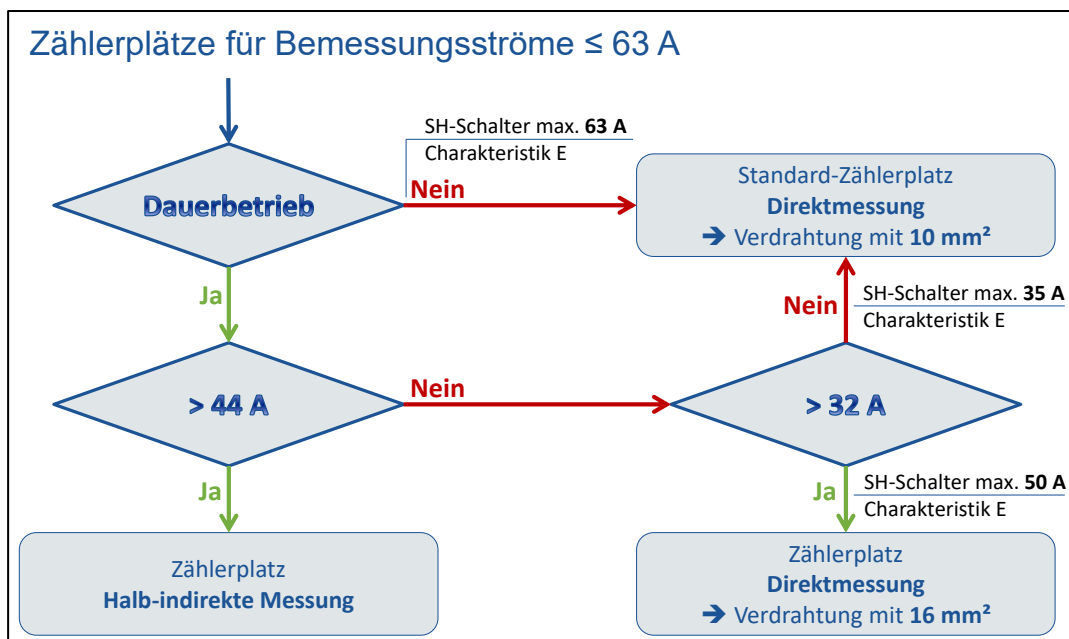 Zählerplätze für Bemessungsströme ≤ 63 A
SH-Schalter max. 63 A
Charakteristik E
Dauerbetrieb
Nein
Standard-Zählerplatz
Direktmessung
➔ Verdrahtung mit 10 mm²
Ja
Nein
SH-Schalter max. 35 A
Charakteristik E
> 44 A
Nein
> 32 A
Ja
Ja
SH-Schalter max. 50 A
Charakteristik E
Zählerplatz
Halb-indirekte Messung
Zählerplatz
Direktmessung
➔ Verdrahtung mit 16 mm²